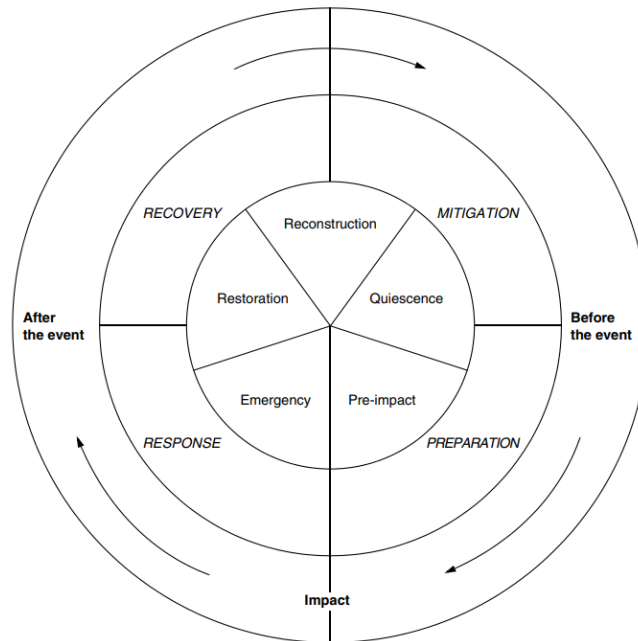 RECOVERY
MITIGATION
Reconstruction
Restoration
Quiescence
After
the event
Before
the event
Emergency
Pre-impact
RESPONSE
PREPARATION
Impact